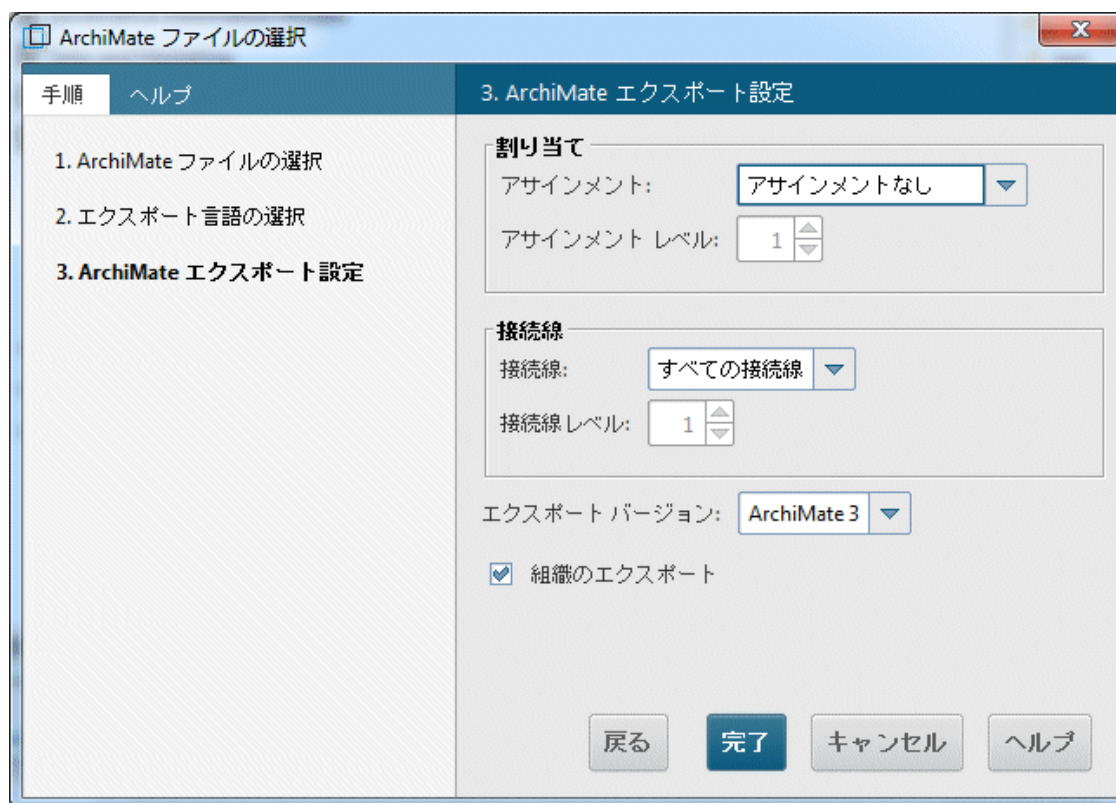 ArchiMate ファイルの選択
手順
ヘルプ
1. ArchiMate ファイルの選択
2. エクスポート言語の選択
3. ArchiMate エクスポート設定
3. ArchiMate エクスポート設定
割り当て
アサインメント: アサインメントなし
アサインメント レベル: 1
接続線
接続線: すべての接続線
接続線レベル: 1
エクスポート バージョン: ArchiMate 3
組織のエクスポート
戻る
完了
キャンセル
ヘルプ